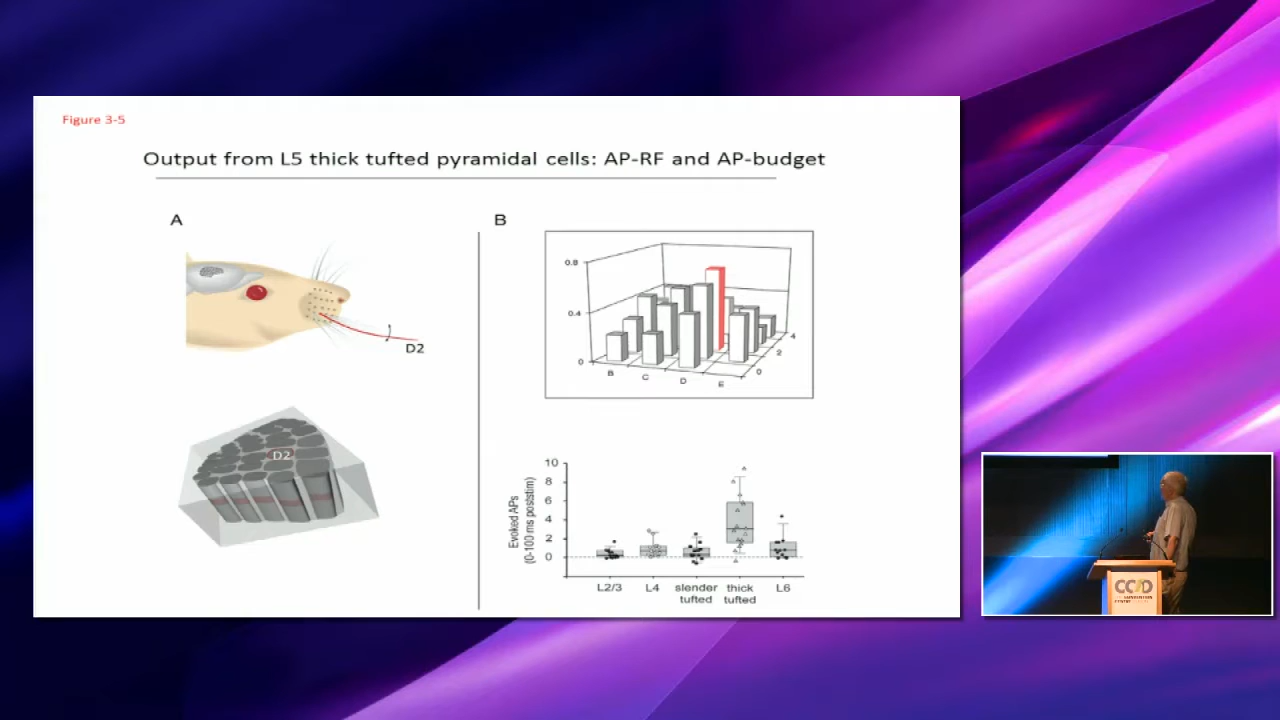 Figure 3-5
Output from L5 thick tufted pyramidal cells: AP-RF and AP-budget
A
D2
D2
B
0.8
0.4
0
B
C
D
E
0
2
4
Evoked APs
(0-100 ms poststim)
10
8
6
4
2
0
L2/3
L4
slender
tufted
thick
tufted
L6
CONVENTION
CENTRE